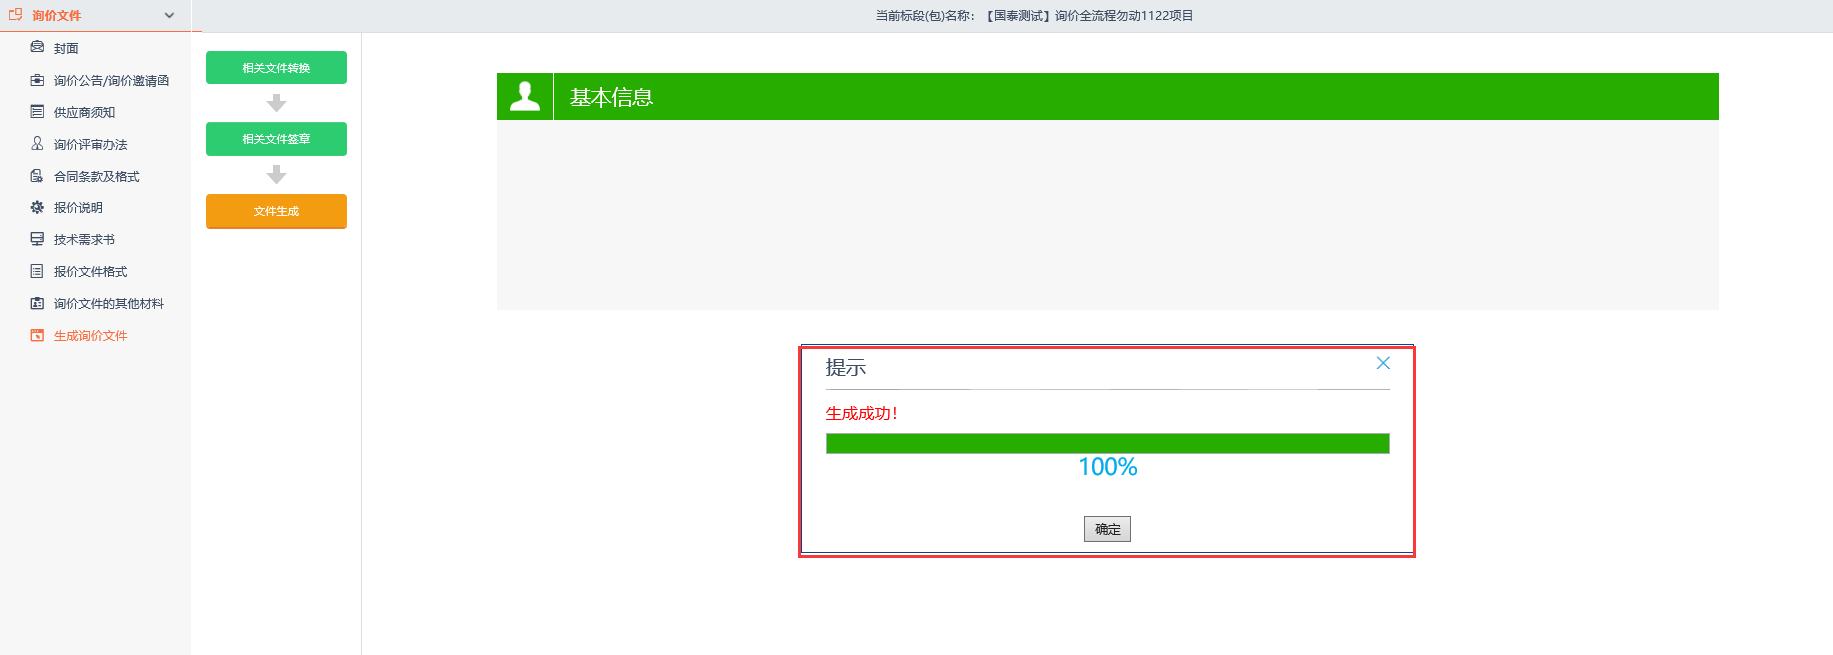 询价文件
当前标段(包)名称：【国泰测试】询价全流程勿动1122项目
封面
询价公告/询价邀请函
供应商须知
询价评审办法
合同条款及格式
报价说明
技术需求书
报价文件格式
询价文件的其他材料
生成询价文件
相关文件转换
相关文件签章
文件生成
基本信息
提示
生成成功！
100%
确定